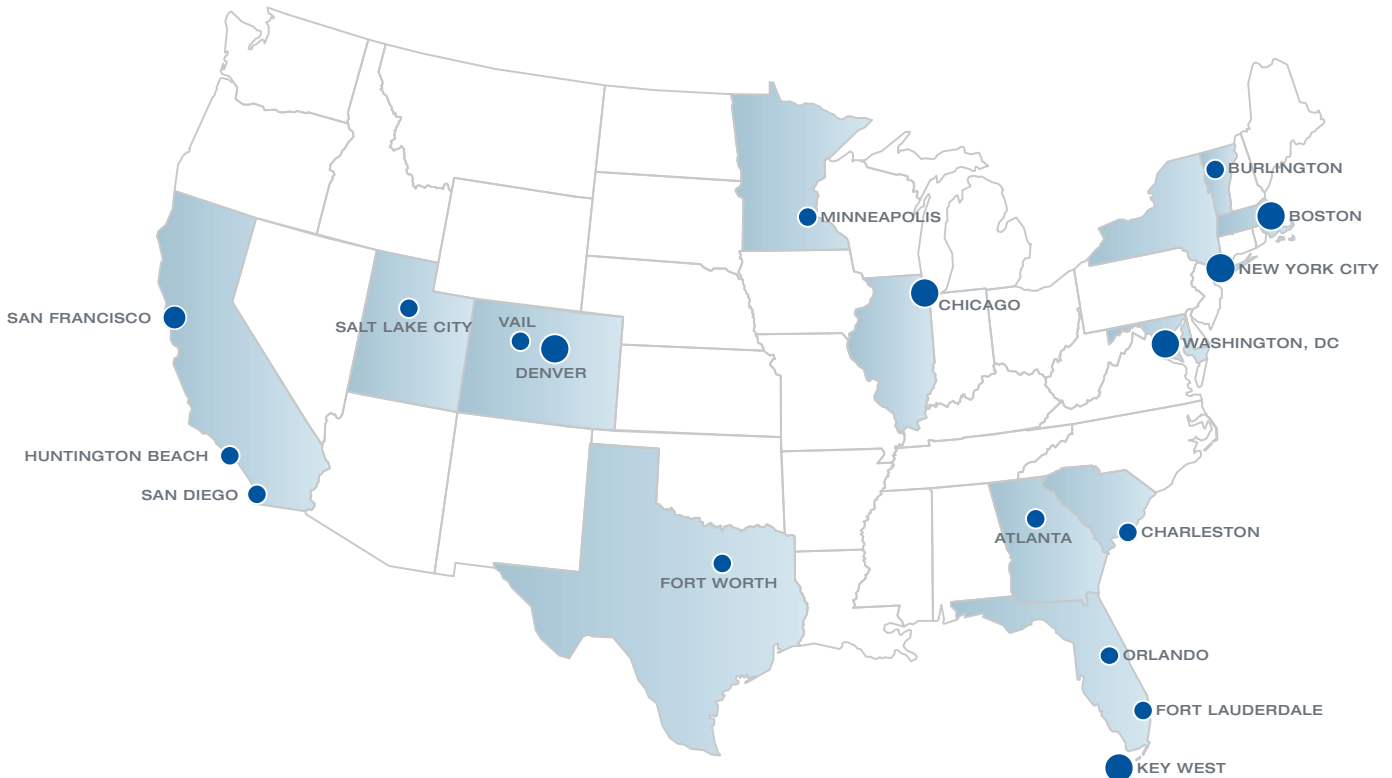 BURLINGTON
MINNEAPOLIS
BOSTON
NEW YORK CITY
CHICAGO
SAN FRANCISCO
SALT LAKE CITY
VAIL
WASHINGTON, DC
DENVER
HUNTINGTON BEACH
SAN DIEGO
CHARLESTON
ATLANTA
FORT WORTH
ORLANDO
FORT LAUDERDALE
KEY WEST